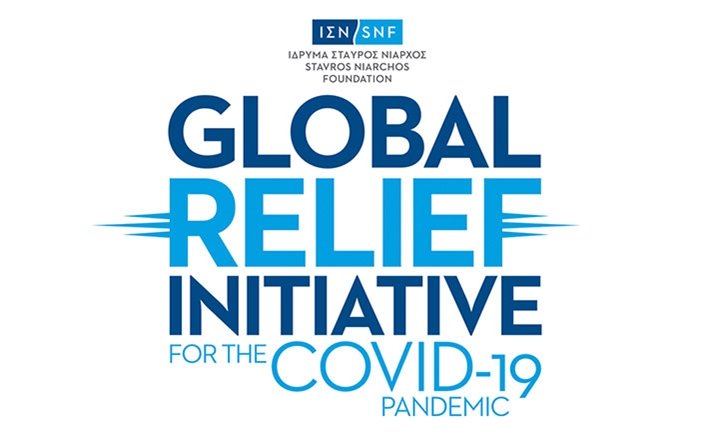 ΙΣΝ/SNF
ΙΔΡΥΜΑ ΣΤΑΥΡΟΣ ΝΙΑΡΧΟΣ
STAVROS NIARCHOS
FOUNDATION
GLOBAL
RELIEF
INITIATIVE
FOR THE COVID-19
PANDEMIC